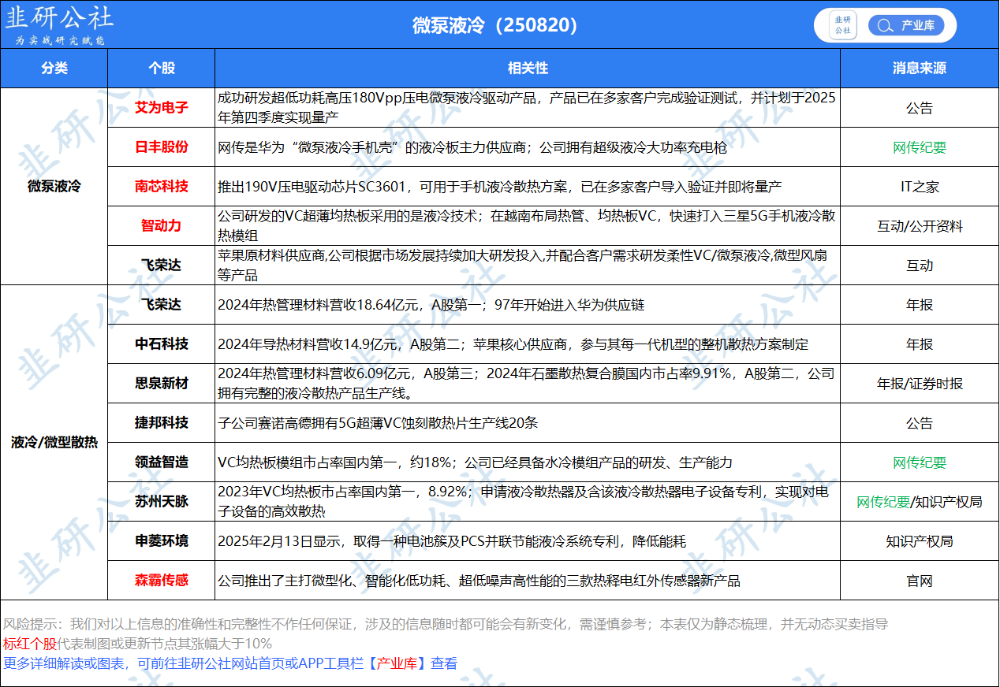 韭研公社
为实战研究赋能
微泵液冷（250820）
韭研
公社
产业库
分类 个股 相关性 消息来源
微泵液冷
艾为电子
成功研发超低功耗高压180Vpp压电微泵液冷驱动产品，产品已在多家客户完成验证测试，并计划于2025
年第四季度实现量产
公告
日丰股份
网传是华为“微泵液冷手机壳”的液冷板主力供应商；公司拥有超级液冷大功率充电枪
网传纪要
南芯科技
推出190V压电驱动芯片SC3601，可用于手机液冷散热方案，已在多家客户导入验证并即将量产
IT之家
智动力
公司研发的VC超薄均热板采用的是液冷技术；在越南布局热管、均热板VC，快速打入三星5G手机液冷散
热模组
互动/公开资料
飞荣达
苹果原材料供应商,公司根据市场发展持续加大研发投入,并配合客户需求研发柔性VC/微泵液冷,微型风扇
等产品
互动
液冷/微型散热
飞荣达
2024年热管理材料营收18.64亿元，A股第一；97年开始进入华为供应链
年报
中石科技
2024年导热材料营收14.9亿元，A股第二；苹果核心供应商，参与其每一代机型的整机散热方案制定
年报
思泉新材
2024年热管理材料营收6.09亿元，A股第三；2024年石墨散热复合膜国内市占率9.91%，A股第二，公司
拥有完整的液冷散热产品生产线。
年报/证券时报
捷邦科技
子公司赛诺高德拥有5G超薄VC蚀刻散热片生产线20条
公告
领益智造
VC均热板模组市占率国内第一，约18%；公司已经具备水冷模组产品的研发、生产能力
网传纪要
苏州天脉
2023年VC均热板市占率国内第一，8.92%；申请液冷散热器及含该液冷散热器电子设备专利，实现对电
子设备的高效散热
网传纪要/知识产权局
申菱环境
2025年2月13日显示，取得一种电池簇及PCS并联节能液冷系统专利，降低能耗
知识产权局
森霸传感
公司推出了主打微型化、智能化低功耗、超低噪声高性能的三款热释电红外传感器新产品
官网
风险提示：我们对以上信息的准确性和完整性不作任何保证，涉及的信息随时都可能会有新变化，需谨慎参考；本表仅为静态梳理，并无动态买卖指导
标红个股代表制图或更新节点其涨幅大于10%
更多详细解读或图表，可前往韭研公社网站首页或APP工具栏【产业库】查看